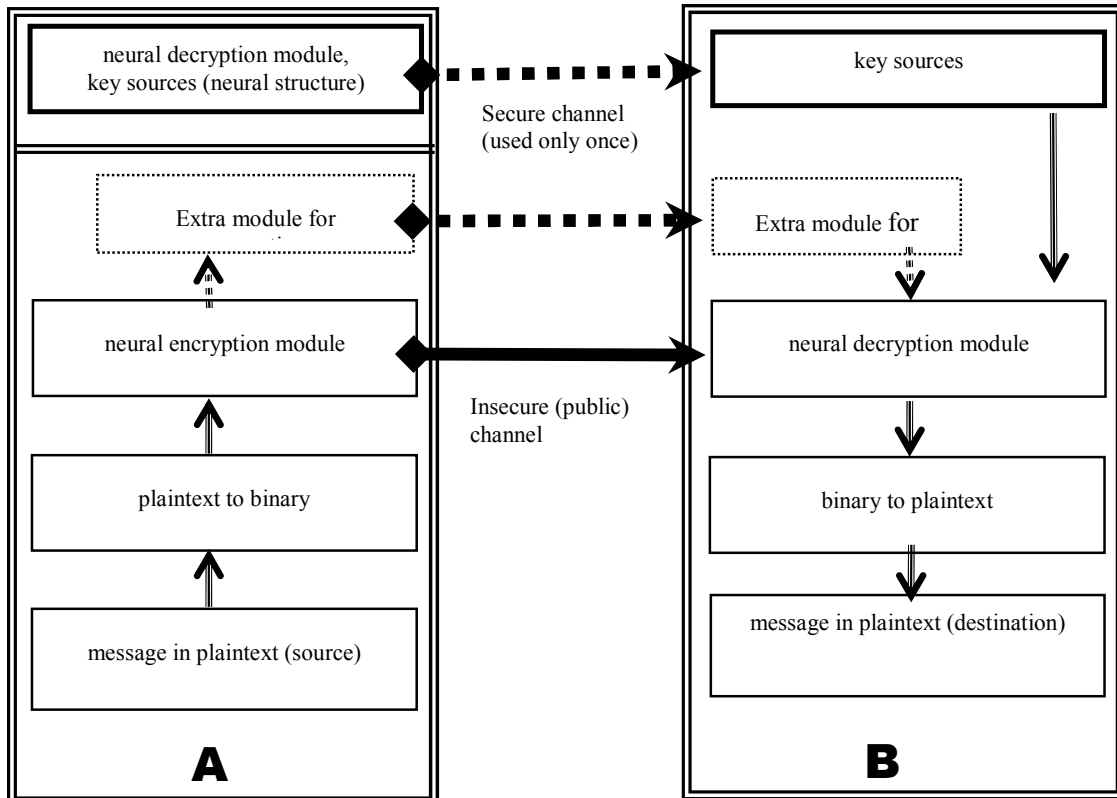 neural decryption module,
key sources (neural structure)
Secure channel
(used only once)
Extra module for
neural encryption module
Insecure (public)
channel
plaintext to binary
message in plaintext (source)
A
key sources
Extra module for
neural decryption module
binary to plaintext
message in plaintext (destination)
B